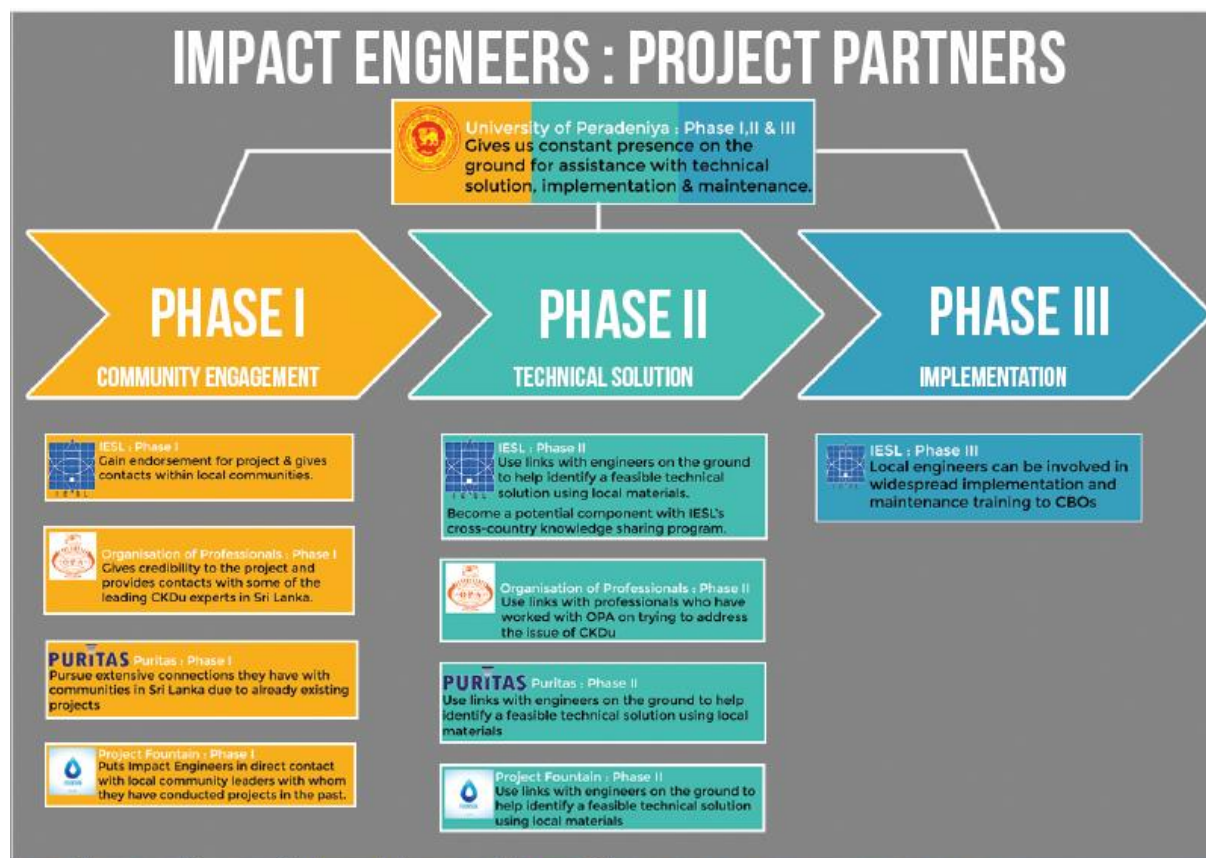 IMPACT ENGNEERS : PROJECT PARTNERS
University of Peradeniya : Phase I,II & III
Gives us constant presence on the
ground for assistance with technical
solution, implementation & maintenance.
PHASE I
COMMUNITY ENGAGEMENT
PHASE II
TECHNICAL SOLUTION
PHASE III
IMPLEMENTATION
IESL : Phase I
Gain endorsement for project & gives
contacts within local communities.
IESL
Organisation of Professionals : Phase I
Gives credibility to the project and
provides contacts with some of the
leading CKDu experts in Sri Lanka.
OPA
PURITAS Puritas : Phase I
Pursue extensive connections they have with
communities in Sri Lanka due to already existing
projects
Project Fountain : Phase I
Puts Impact Engineers in direct contact
with local community leaders with whom
they have conducted projects in the past.
IESL : Phase II
Use links with engineers on the ground
to help identify a feasible technical
solution using local materials.
IESL
Become a potential component with IESL's
cross-country knowledge sharing program.
Organisation of Professionals : Phase II
Use links with professionals who have
worked with OPA on trying to address
the issue of CKDu
OPA
PURITAS Puritas : Phase II
Use links with engineers on the ground to help
identify a feasible technical solution using local
materials
Project Fountain : Phase II
Use links with engineers on the ground to
help identify a feasible technical solution
using local materials
IESL : Phase III
Local engineers can be involved in
widespread implementation and
maintenance training to CBOs
IESL